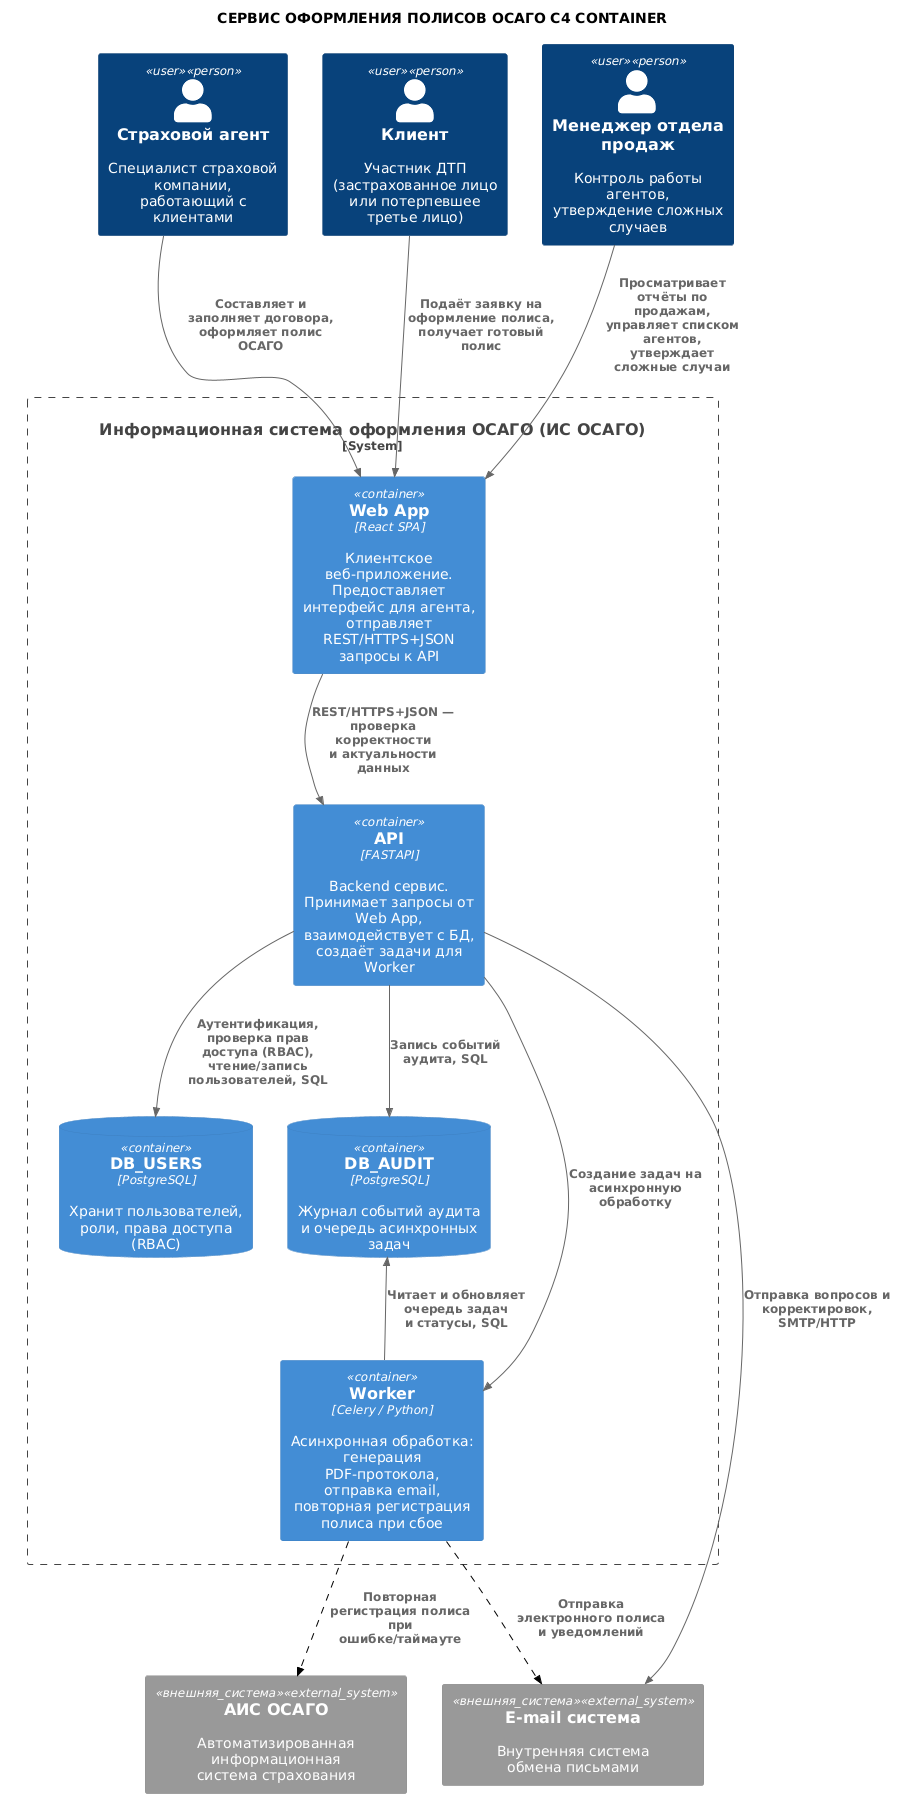 СЕРВИС ОФОРМЛЕНИЯ ПОЛИСОВ ОСАГО C4 CONTAINER
«user»«person»
Страховой агент
Специалист страховой
компании,
работающий с
клиентами
«user»«person»
Клиент
Участник ДТП
(застрахованное лицо
или потерпевшее
третье лицо)
«user»«person»
Менеджер отдела
продаж
Контроль работы
агентов,
утверждение сложных
случаев
Составляет и
заполняет договора,
оформляет полис
ОСАГО
Подаёт заявку на
оформление полиса,
получает готовый
полис
Просматривает
отчёты по
продажам,
управляет списком
агентов,
утверждает
сложные случаи
Информационная система оформления ОСАГО (ИС ОСАГО)
[System]
«container»
Web App
[React SPA]
Клиентское
веб-приложение.
Предоставляет
интерфейс для агента,
отправляет
REST/HTTPS+JSON
запросы к API
REST/HTTPS+JSON —
проверка
корректности
и актуальности
данных
«container»
API
[FASTAPI]
Backend сервис.
Принимает запросы от
Web App,
взаимодействует с БД,
создаёт задачи для
Worker
Аутентификация,
проверка прав
доступа (RBAC),
чтение/запись
пользователей, SQL
Запись событий
аудита, SQL
Создание задач на
асинхронную
обработку
Отправка вопросов и
корректировок,
SMTP/HTTP
«container»
DB_USERS
[PostgreSQL]
Хранит пользователей,
роли, права доступа
(RBAC)
«container»
DB_AUDIT
[PostgreSQL]
Журнал событий аудита
и очередь асинхронных
задач
Читает и обновляет
очередь задач
и статусы, SQL
«container»
Worker
[Celery / Python]
Асинхронная обработка:
генерация
PDF-протокола,
отправка email,
повторная регистрация
полиса при сбое
Повторная
регистрация полиса
при
ошибке/таймауте
Отправка
электронного полиса
и уведомлений
«внешняя_система»«external_system»
АИС ОСАГО
Автоматизированная
информационная
система страхования
«внешняя_система»«external_system»
E-mail система
Внутренняя система
обмена письмами